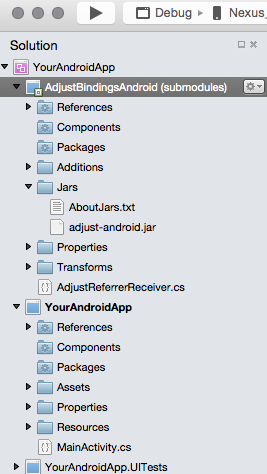 Debug
Nexus_
Solution
YourAndroidApp
AdjustBindingsAndroid (submodules)
References
Components
Packages
Additions
Jars
AboutJars.txt
adjust-android.jar
Properties
Transforms
AdjustReferrerReceiver.cs
YourAndroidApp
References
Components
Packages
Assets
Properties
Resources
MainActivity.cs
YourAndroidApp.UITests